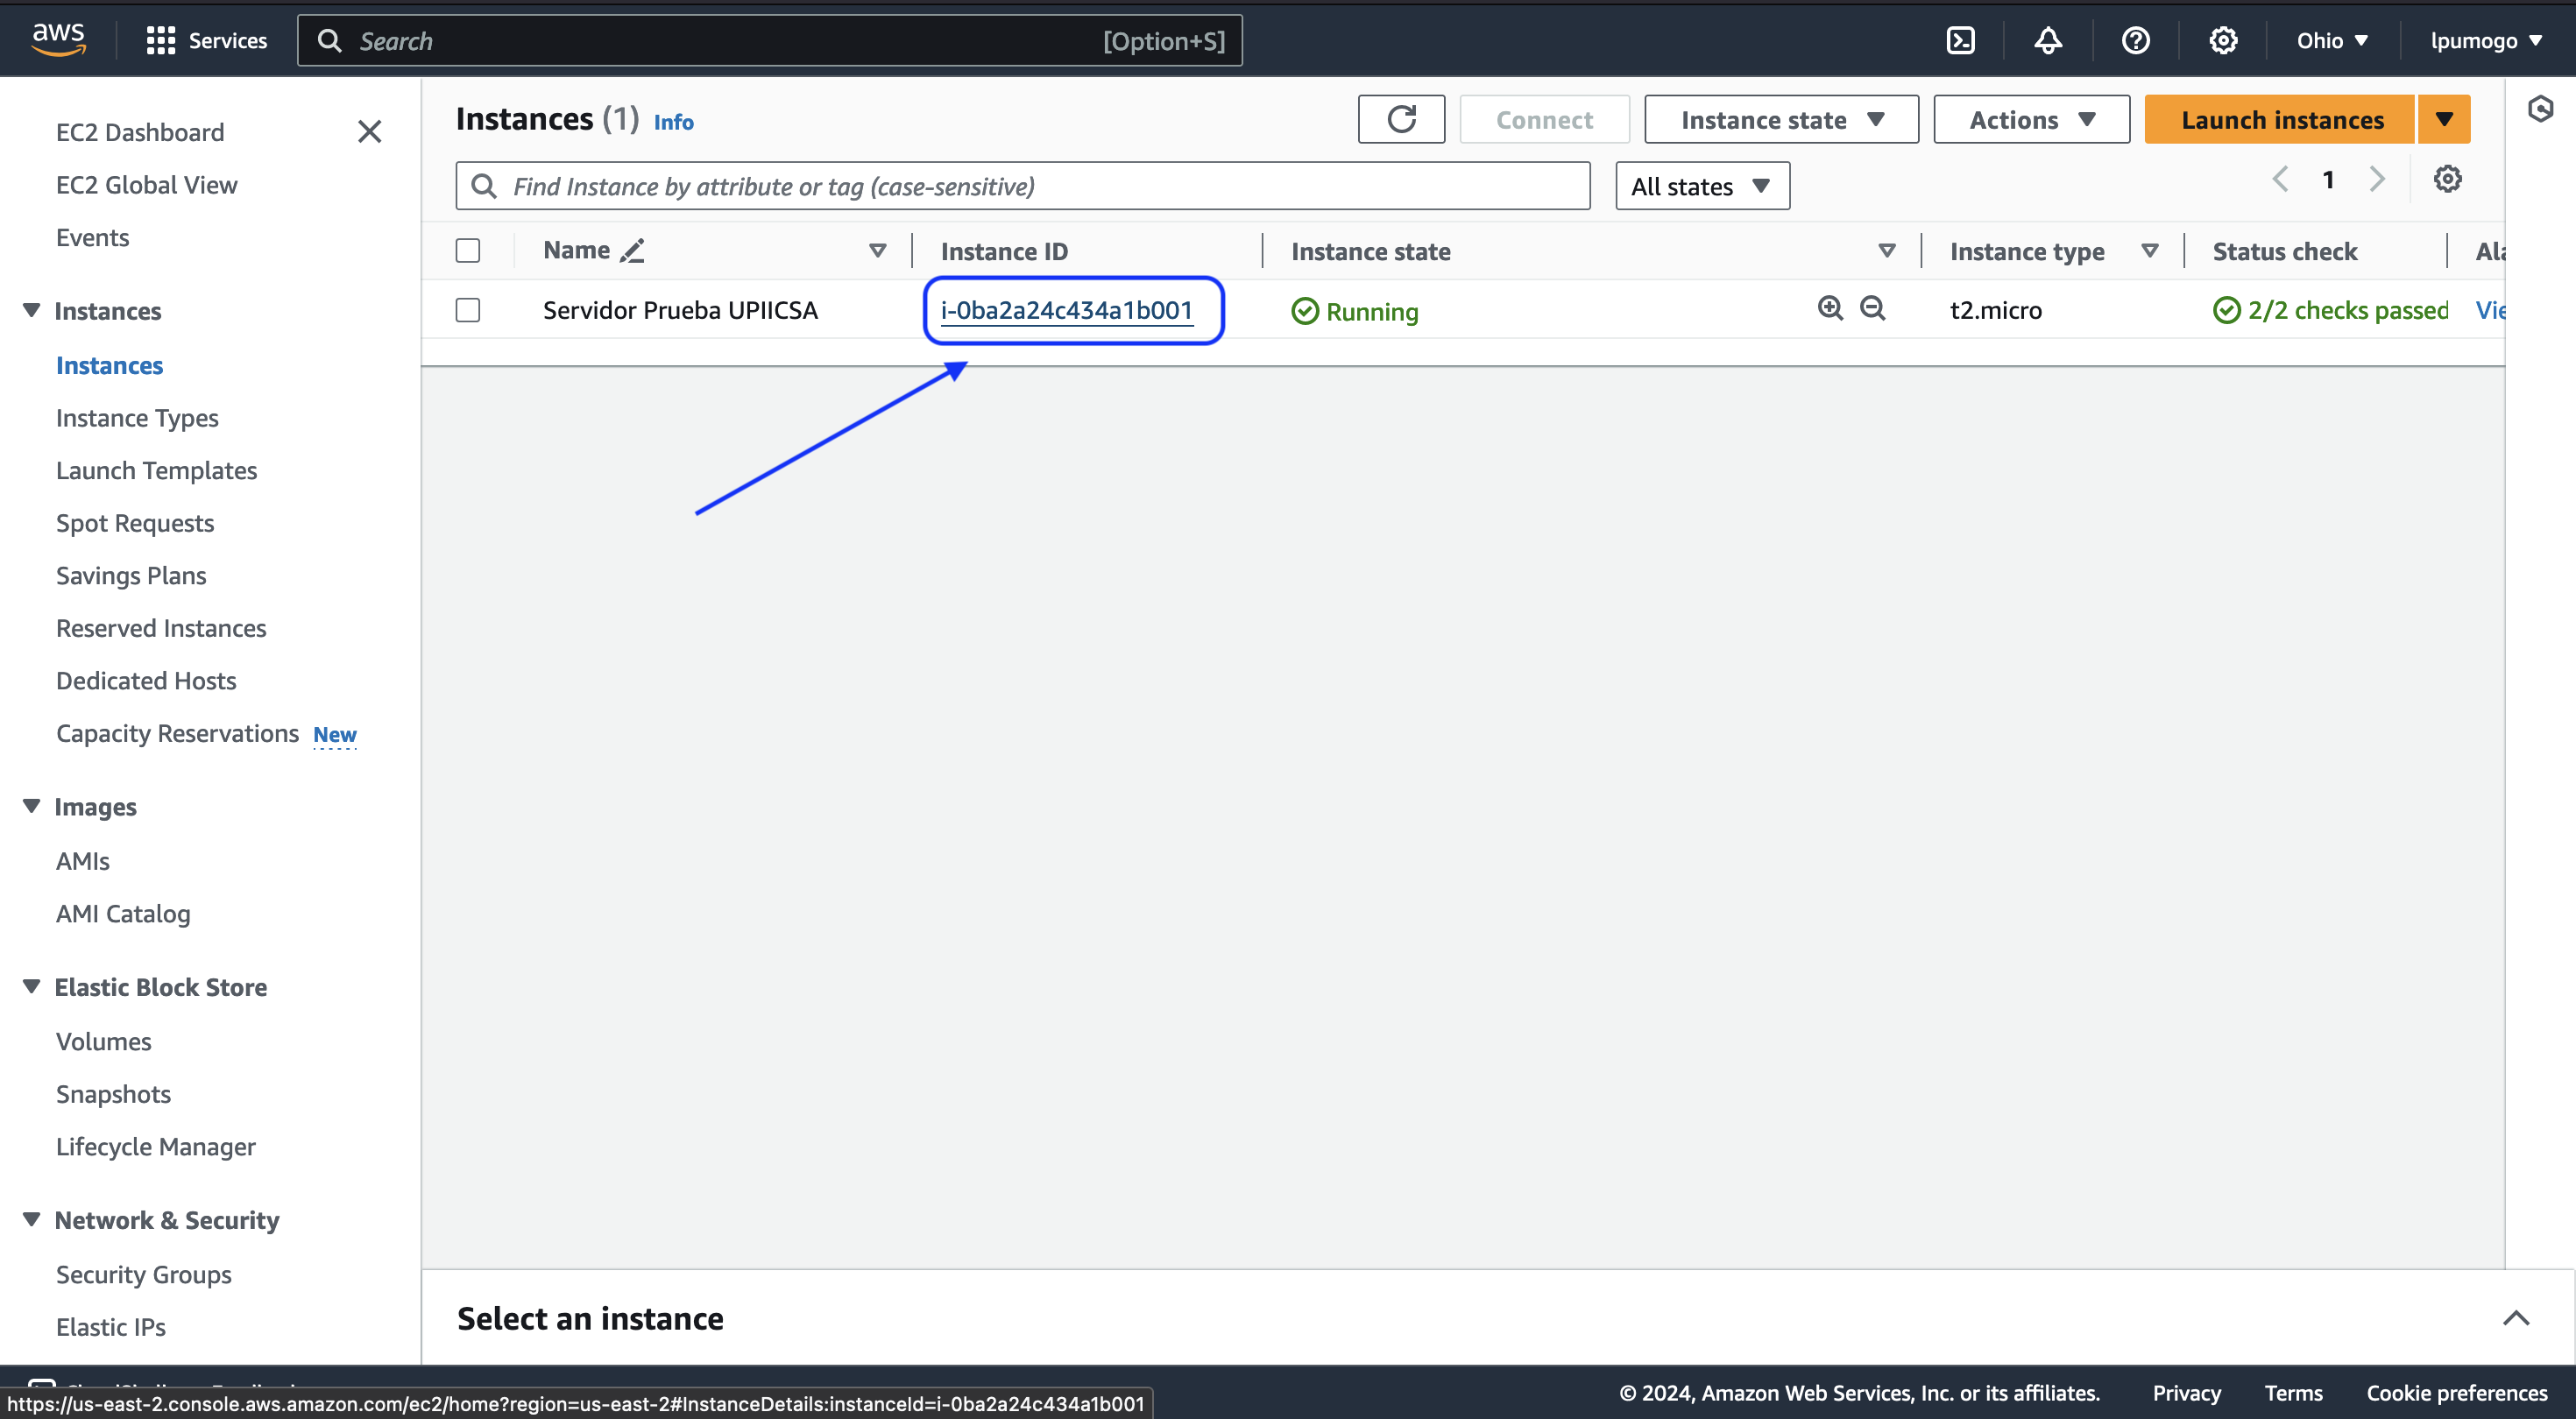 aws Services Search [Option+S] Ohio lpumogo
EC2 Dashboard
EC2 Global View
Events
Instances
Instances
Instance Types
Launch Templates
Spot Requests
Savings Plans
Reserved Instances
Dedicated Hosts
Capacity Reservations New
Images
AMIs
AMI Catalog
Elastic Block Store
Volumes
Snapshots
Lifecycle Manager
Network & Security
Security Groups
Elastic IPs
Instances (1) Info Connect Instance state Actions Launch instances
Find Instance by attribute or tag (case-sensitive) All states 1
Name Instance ID Instance state Instance type Status check
Servidor Prueba UPIICSA i-0ba2a24c434a1b001 Running t2.micro 2/2 checks passed
Select an instance
© 2024, Amazon Web Services, Inc. or its affiliates. Privacy Terms Cookie preferences
https://us-east-2.console.aws.amazon.com/ec2/home?region=us-east-2#InstanceDetails:instanceId=i-0ba2a24c434a1b001